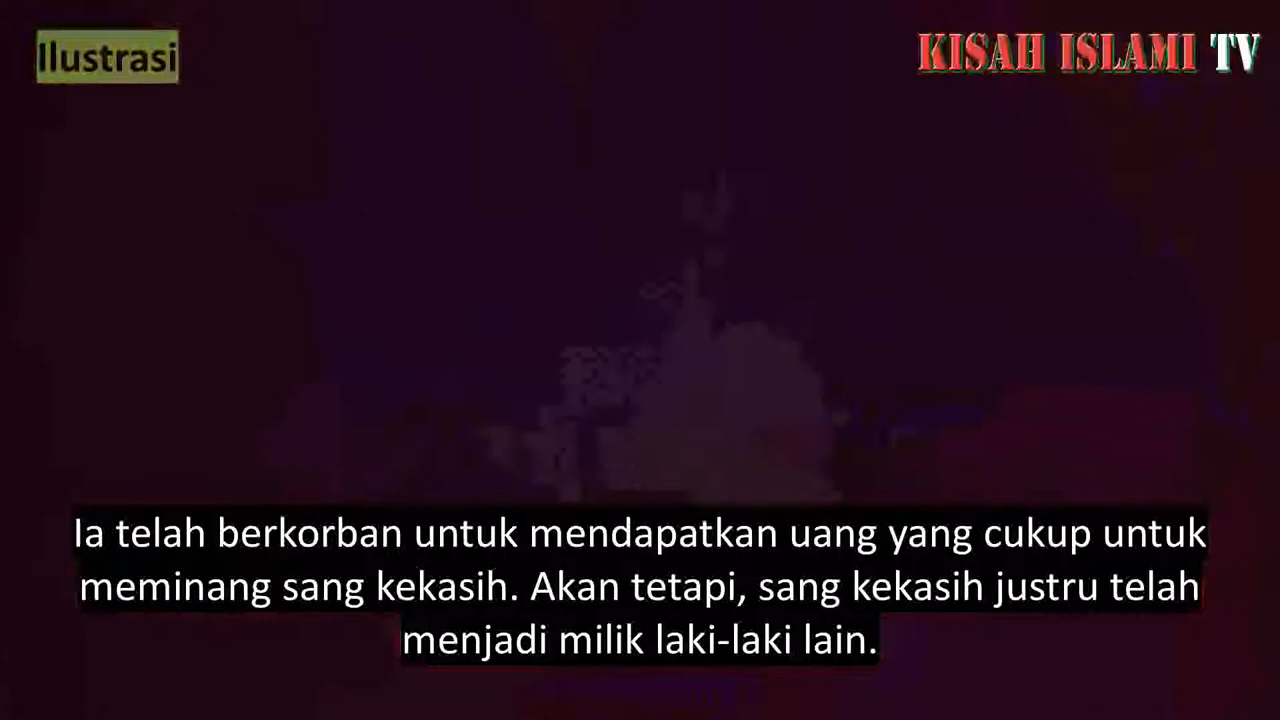 Ilustrasi
KISAH ISLAMI TV
Ia telah berkorban untuk mendapatkan uang yang cukup untuk
meminang sang kekasih. Akan tetapi, sang kekasih justru telah
menjadi milik laki-laki lain.